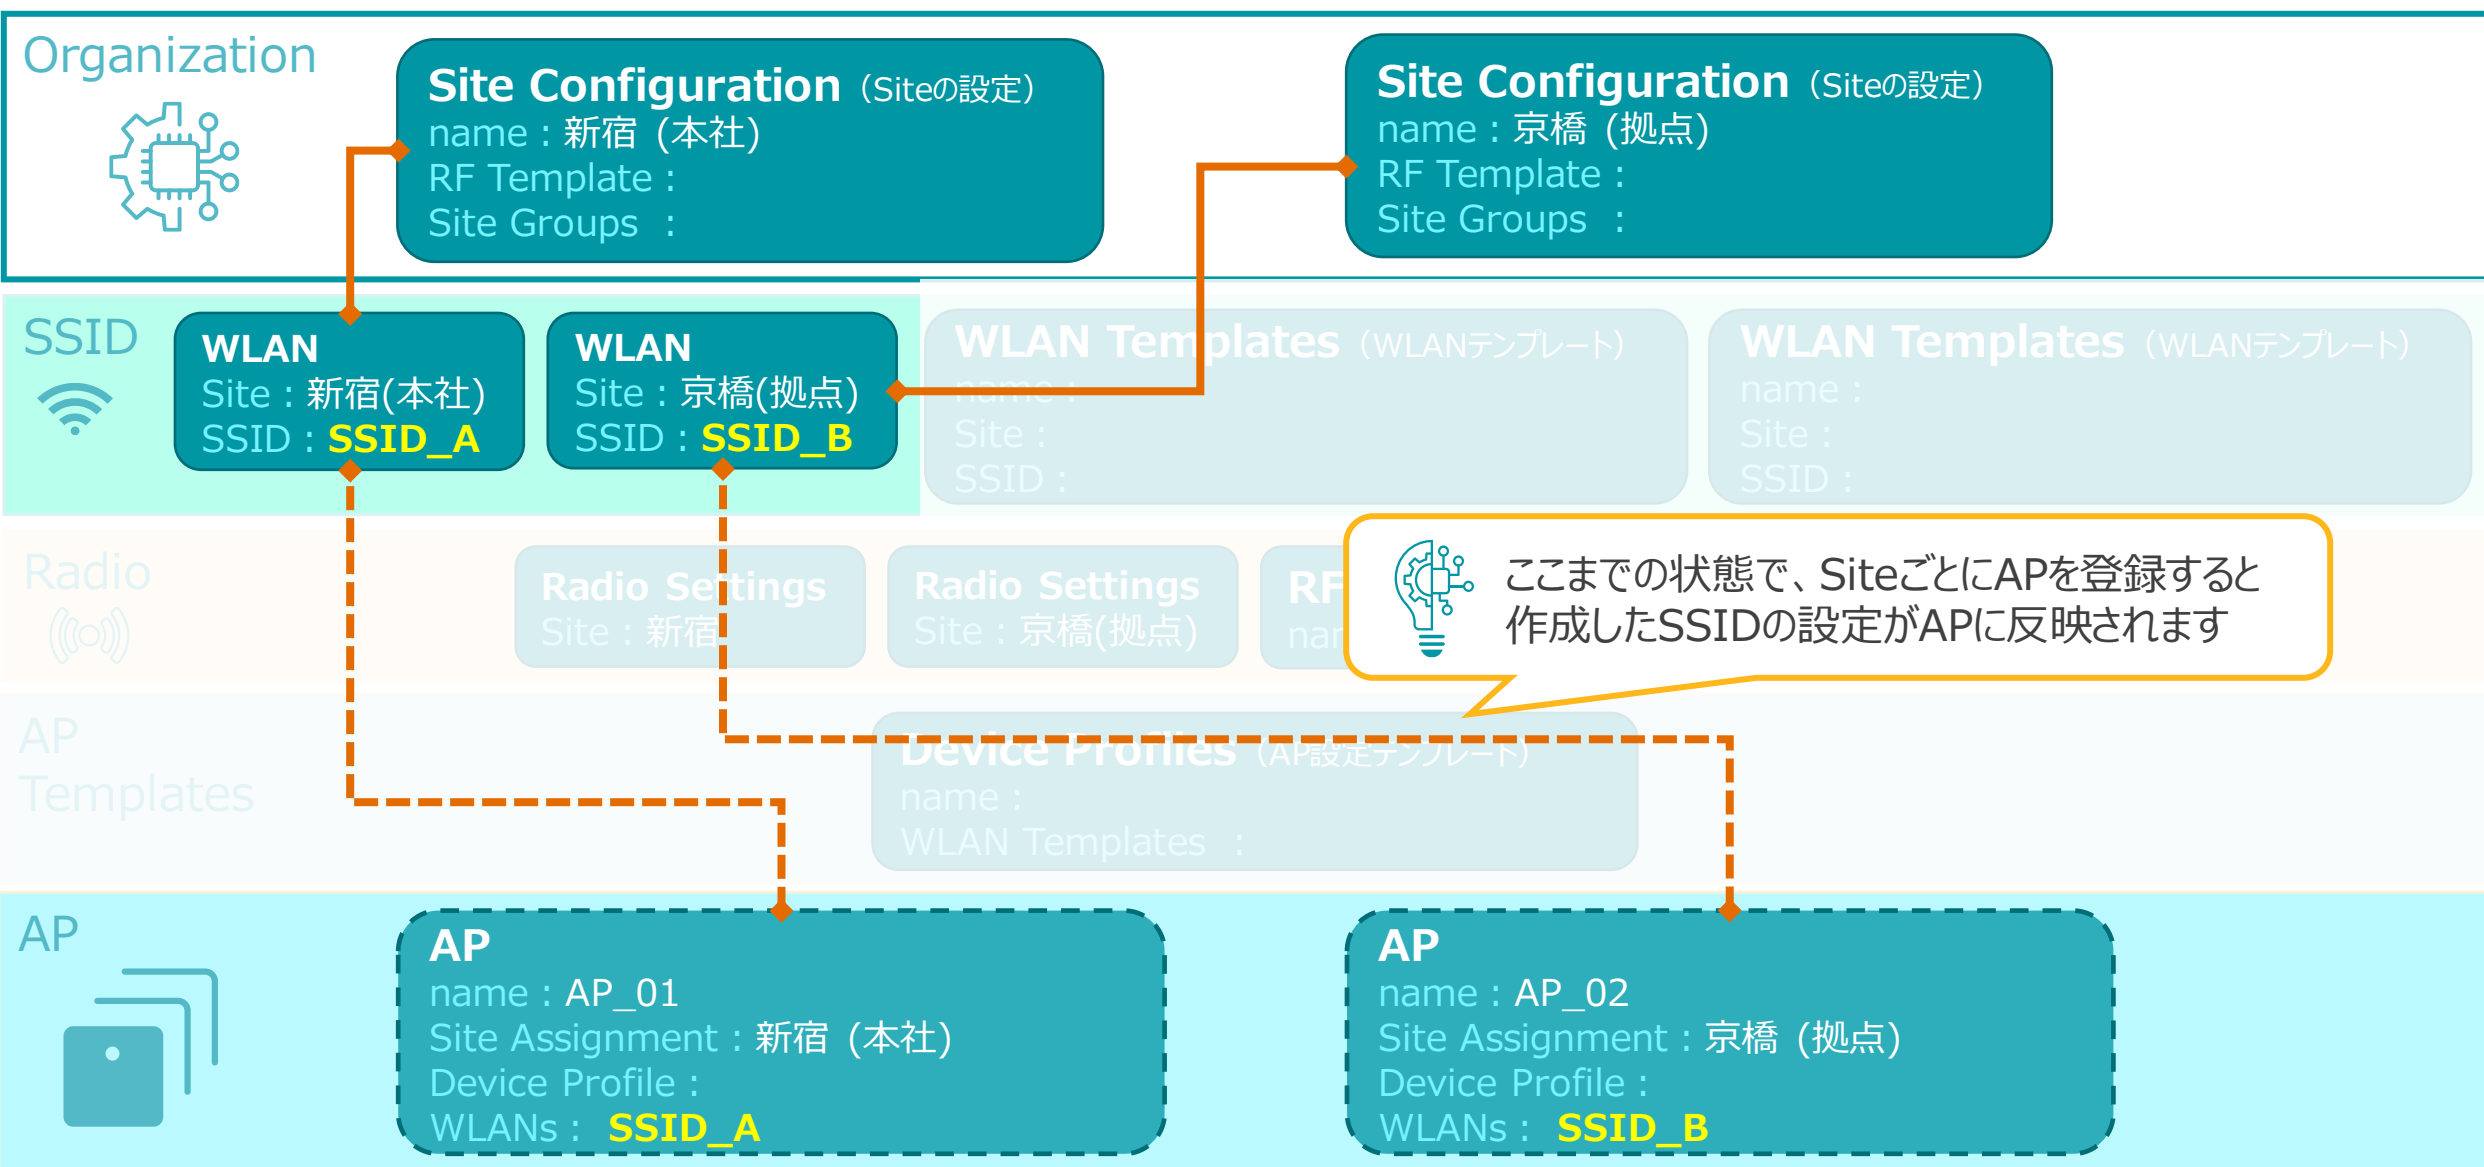 Organization
Site Configuration（Siteの設定）
name : 新宿 (本社)
RF Template :
Site Groups :
Site Configuration（Siteの設定）
name : 京橋 (拠点)
RF Template :
Site Groups :
SSID
WLAN
Site : 新宿(本社)
SSID : SSID_A
WLAN
Site : 京橋(拠点)
SSID : SSID_B
WLAN Templates（WLANテンプレート）
name :
Site :
SSID :
WLAN Templates（WLANテンプレート）
name :
Site :
SSID :
Radio
Radio Settings
Site : 新宿
Radio Settings
Site : 京橋(拠点)
RF
ここまでの状態で、SiteごとにAPを登録すると
作成したSSIDの設定がAPに反映されます
AP
Templates
Device Profiles（AP設定テンプレート）
name :
WLAN Templates :
AP
AP
name : AP_01
Site Assignment : 新宿 (本社)
Device Profile :
WLANs : SSID_A
AP
name : AP_02
Site Assignment : 京橋 (拠点)
Device Profile :
WLANs : SSID_B